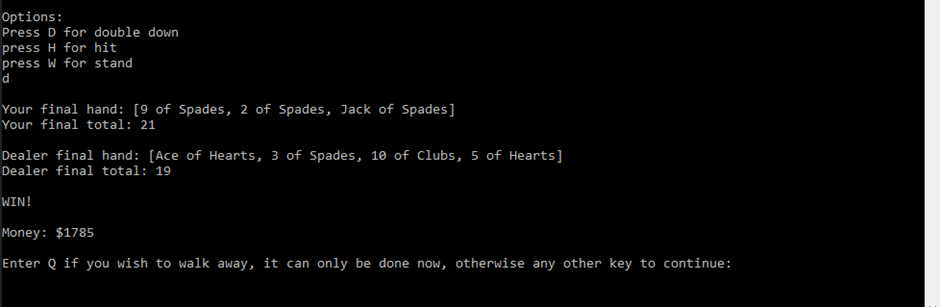 Options:
Press D for double down
press H for hit
press W for stand
d
Your final hand: [9 of Spades, 2 of Spades, Jack of Spades]
Your final total: 21
Dealer final hand: [Ace of Hearts, 3 of Spades, 10 of Clubs, 5 of Hearts]
Dealer final total: 19
WIN!
Money: $1785
Enter Q if you wish to walk away, it can only be done now, otherwise any other key to continue: